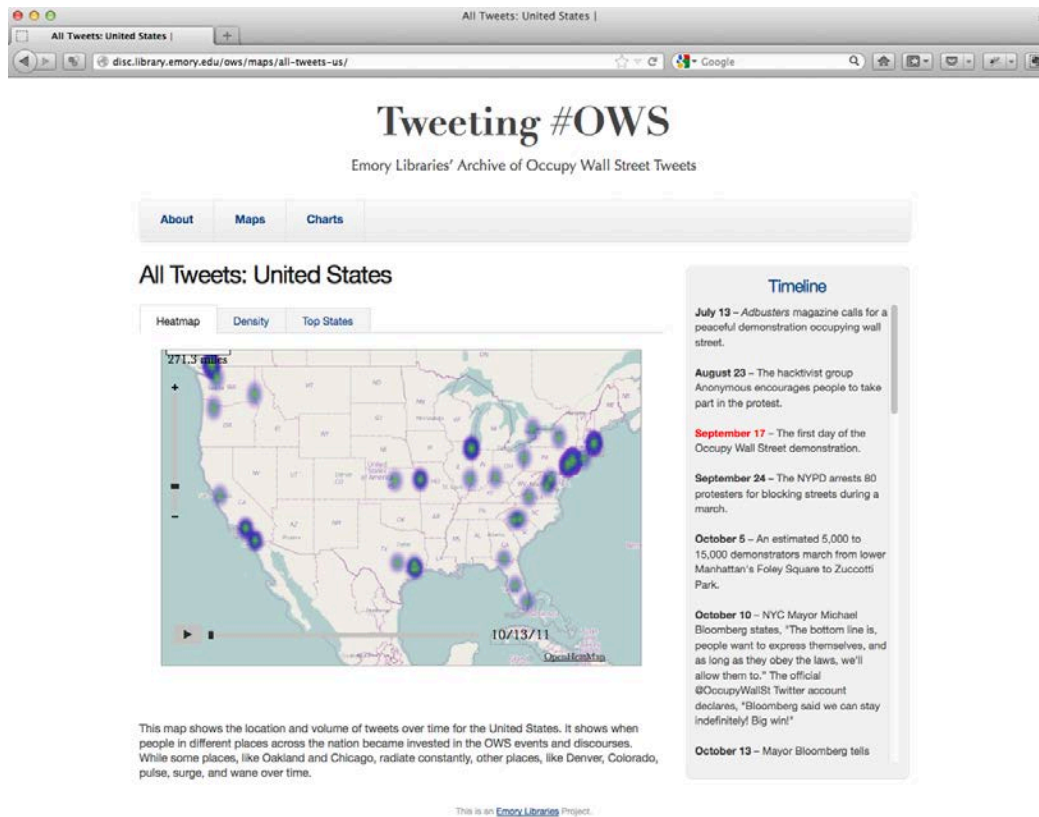 All Tweets: United States |
All Tweets: United States |
disc.library.emory.edu/ows/maps/all-tweets-us/
Google
Tweeting #OWS
Emory Libraries' Archive of Occupy Wall Street Tweets
About
Maps
Charts
All Tweets: United States
Heatmap
Density
Top States
271.3 miles
+
-
10/13/11
OpenHeatMap
This map shows the location and volume of tweets over time for the United States. It shows when
people in different places across the nation became invested in the OWS events and discourses.
While some places, like Oakland and Chicago, radiate constantly, other places, like Denver, Colorado,
pulse, surge, and wane over time.
Timeline
July 13 – Adbusters magazine calls for a
peaceful demonstration occupying wall
street.
August 23 – The hacktivist group
Anonymous encourages people to take
part in the protest.
September 17 – The first day of the
Occupy Wall Street demonstration.
September 24 – The NYPD arrests 80
protesters for blocking streets during a
march.
October 5 – An estimated 5,000 to
15,000 demonstrators march from lower
Manhattan's Foley Square to Zuccotti
Park.
October 10 – NYC Mayor Michael
Bloomberg states, "The bottom line is,
people want to express themselves, and
as long as they obey the laws, we'll
allow them to." The official
@OccupyWallSt Twitter account
declares, "Bloomberg said we can stay
indefinitely! Big win!"
October 13 – Mayor Bloomberg tells
This is an Emory Libraries Project.